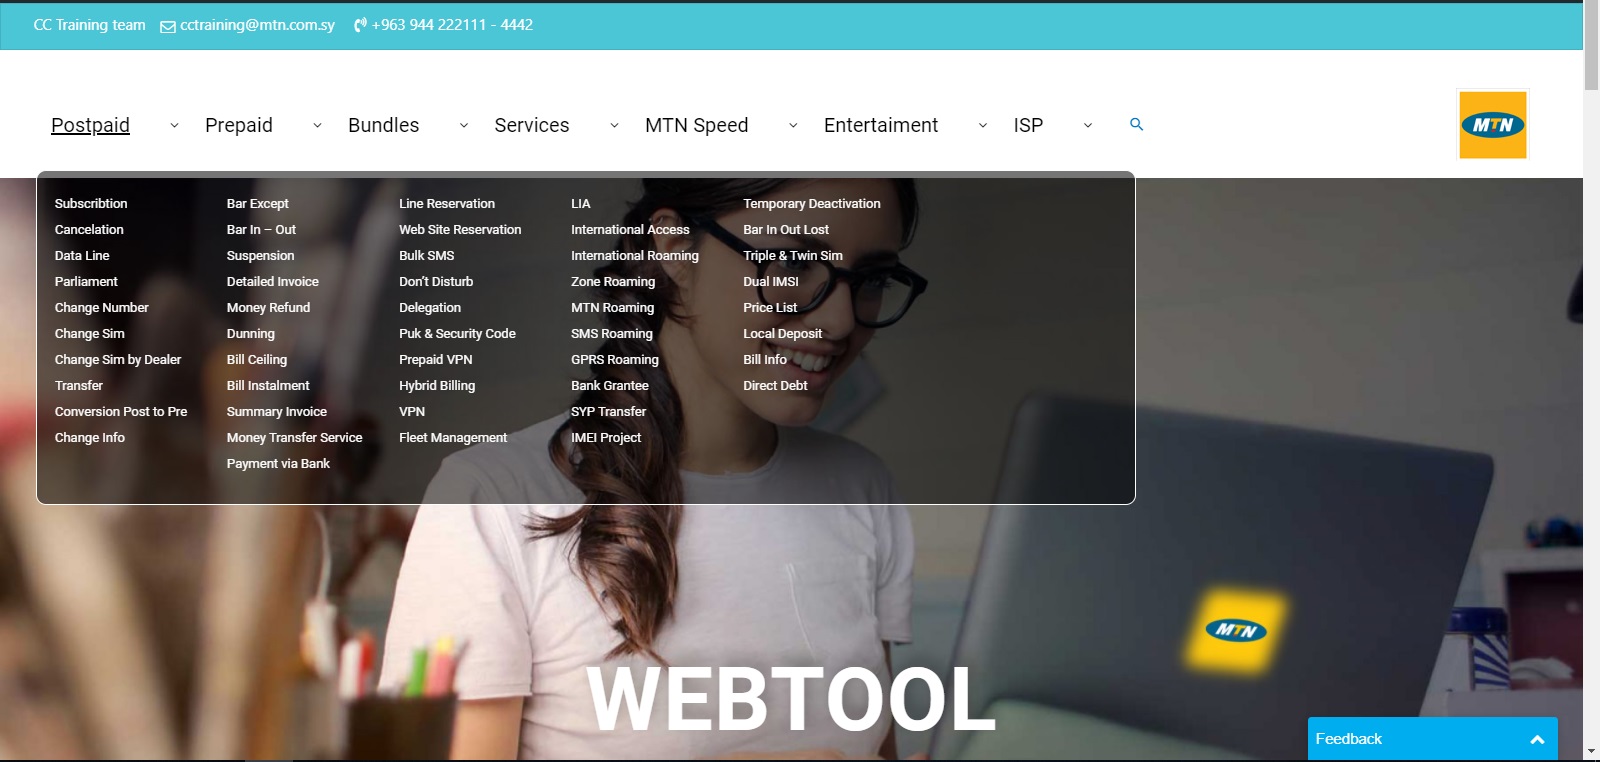 CC Training team cctraining@mtn.com.sy +963 944 222111 - 4442
Postpaid Prepaid Bundles Services MTN Speed Entertaiment ISP
MTN
Subscribtion
Cancelation
Data Line
Parliament
Change Number
Change Sim
Change Sim by Dealer
Transfer
Conversion Post to Pre
Change Info
Bar Except
Bar In – Out
Suspension
Detailed Invoice
Money Refund
Dunning
Bill Ceiling
Bill Instalment
Summary Invoice
Money Transfer Service
Payment via Bank
Line Reservation
Web Site Reservation
Bulk SMS
Don't Disturb
Delegation
Puk & Security Code
Prepaid VPN
Hybrid Billing
VPN
Fleet Management
LIA
International Access
International Roaming
Zone Roaming
MTN Roaming
SMS Roaming
GPRS Roaming
Bank Grantee
SYP Transfer
IMEI Project
Temporary Deactivation
Bar In Out Lost
Triple & Twin Sim
Dual IMSI
Price List
Local Deposit
Bill Info
Direct Debt
MTN
WEBTOOL
Feedback